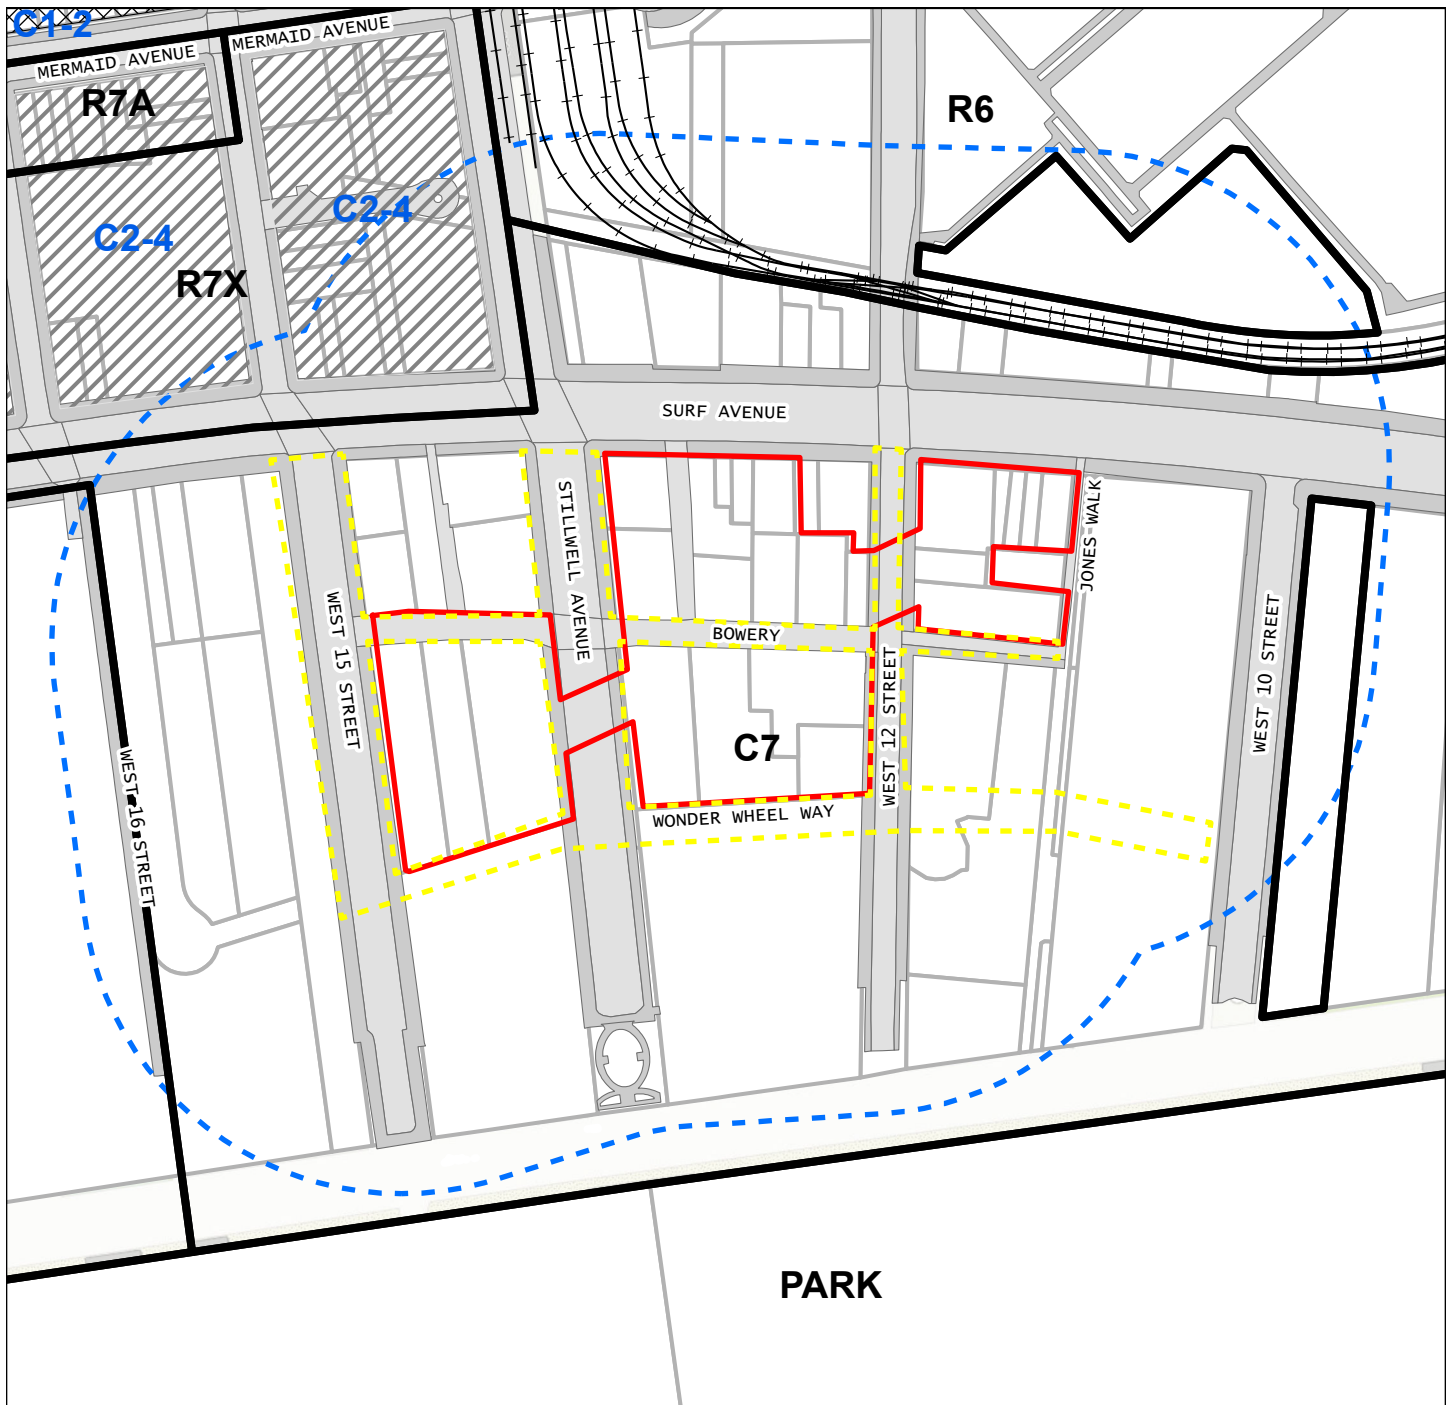 C1-2
MERMAID AVENUE
MERMAID AVENUE
R7A
R6
C2-4
C2-4
R7X
SURF AVENUE
STILLWELL AVENUE
JONES WALK
WEST 15 STREET
BOWERY
WEST 10 STREET
WEST 12 STREET
C7
WEST 16 STREET
WONDER WHEEL WAY
PARK